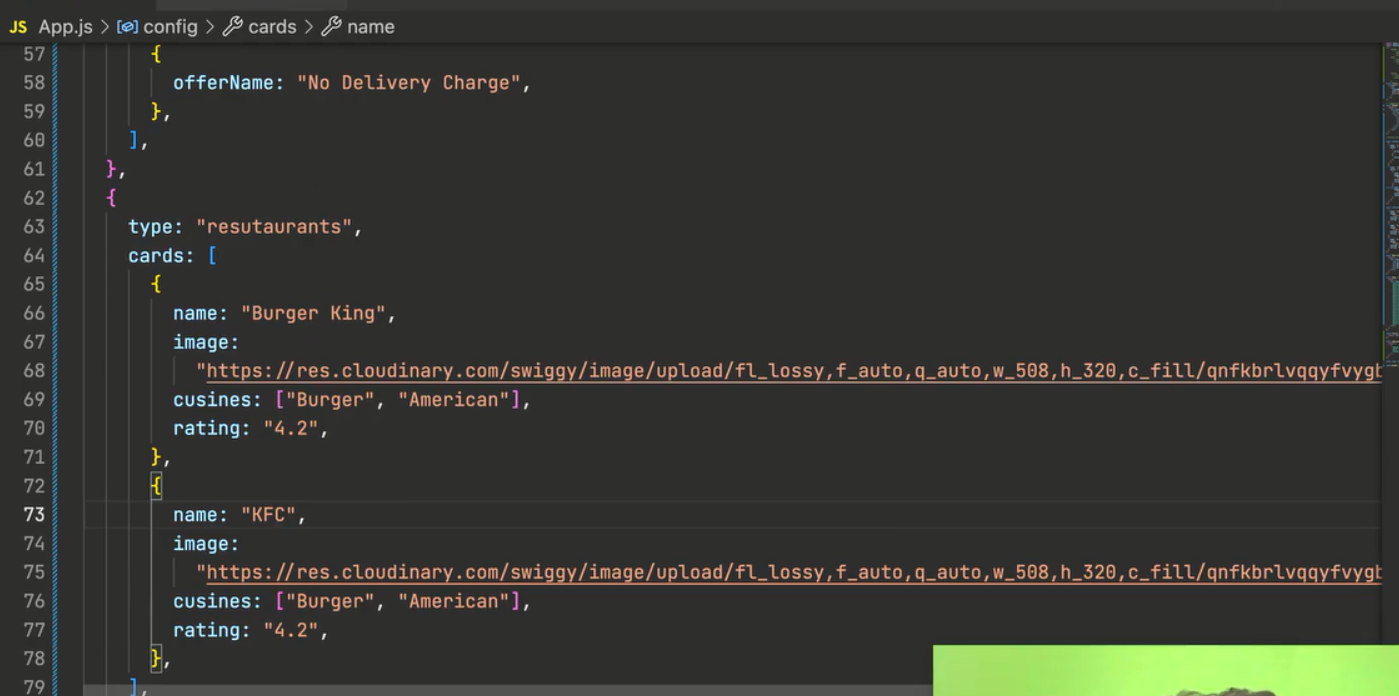 JS App.js > config > cards > name
57 {
58 offerName: "No Delivery Charge",
59 },
60 ],
61 },
62 {
63 type: "resutaurants",
64 cards: [
65 {
66 name: "Burger King",
67 image:
68 "https://res.cloudinary.com/swiggy/image/upload/fl_lossy,f_auto,q_auto,w_508,h_320,c_fill/qnfkbrlvqqyfvygb
69 cusines: ["Burger", "American"],
70 rating: "4.2",
71 },
72 {
73 name: "KFC",
74 image:
75 "https://res.cloudinary.com/swiggy/image/upload/fl_lossy,f_auto,q_auto,w_508,h_320,c_fill/qnfkbrlvqqyfvygb
76 cusines: ["Burger", "American"],
77 rating: "4.2",
78 },
79 ],